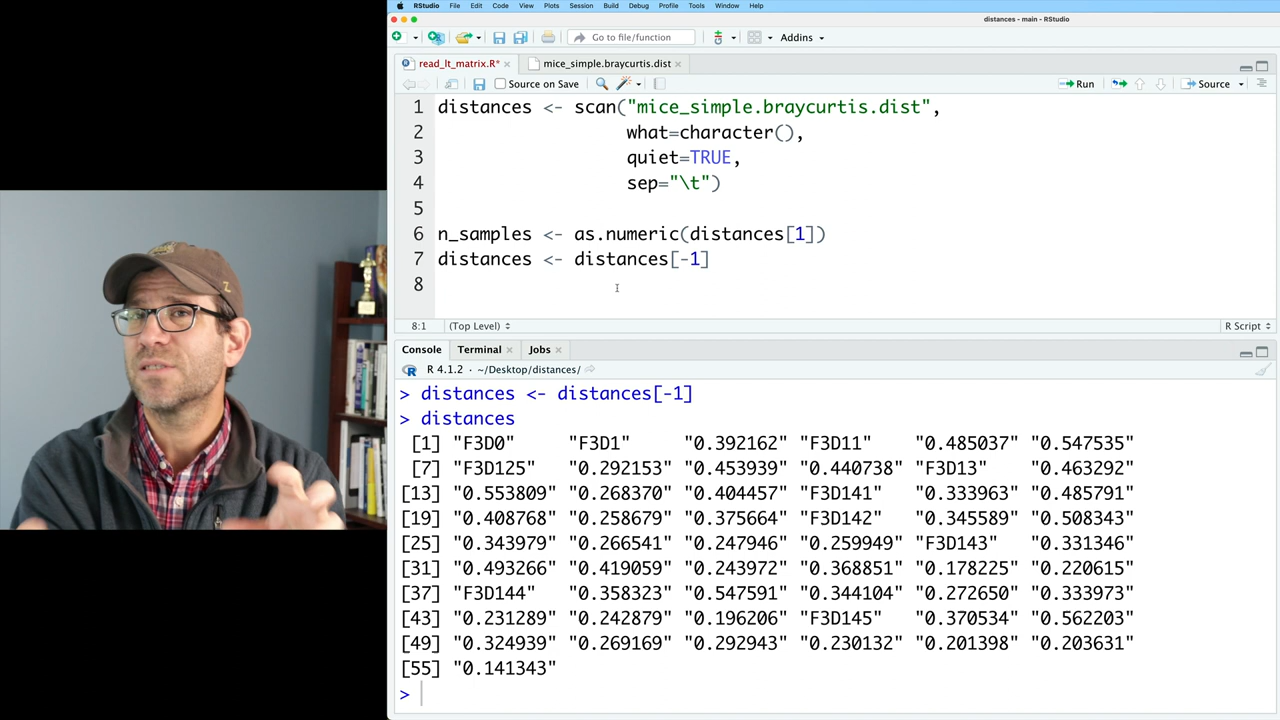 RStudio File Edit Code View Plots Session Build Debug Profile Tools Window Help
distances - main - RStudio
Go to file/function Addins
read_lt_matrix.R* mice_simple.braycurtis.dist
Source on Save Run Source
1 distances <- scan("mice_simple.braycurtis.dist",
2 what=character(),
3 quiet=TRUE,
4 sep="\t")
5
6 n_samples <- as.numeric(distances[1])
7 distances <- distances[-1]
8
8:1 (Top Level) R Script
Console Terminal Jobs
R 4.1.2 · ~/Desktop/distances/
> distances <- distances[-1]
> distances
[1] "F3D0" "F3D1" "0.392162" "F3D11" "0.485037" "0.547535"
[7] "F3D125" "0.292153" "0.453939" "0.440738" "F3D13" "0.463292"
[13] "0.553809" "0.268370" "0.404457" "F3D141" "0.333963" "0.485791"
[19] "0.408768" "0.258679" "0.375664" "F3D142" "0.345589" "0.508343"
[25] "0.343979" "0.266541" "0.247946" "0.259949" "F3D143" "0.331346"
[31] "0.493266" "0.419059" "0.243972" "0.368851" "0.178225" "0.220615"
[37] "F3D144" "0.358323" "0.547591" "0.344104" "0.272650" "0.333973"
[43] "0.231289" "0.242879" "0.196206" "F3D145" "0.370534" "0.562203"
[49] "0.324939" "0.269169" "0.292943" "0.230132" "0.201398" "0.203631"
[55] "0.141343"
>
Z